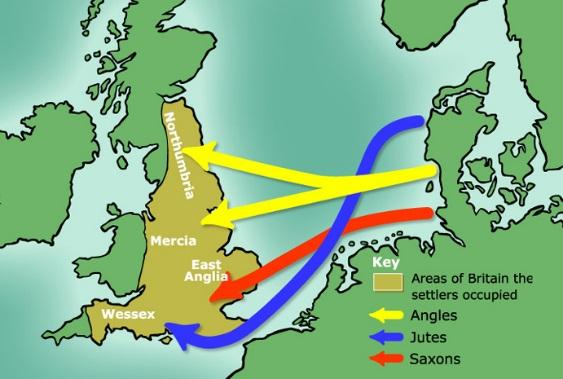 Northumbria
Mercia
East
Anglia
Wessex
Key
Areas of Britain the
settlers occupied
Angles
Jutes
Saxons